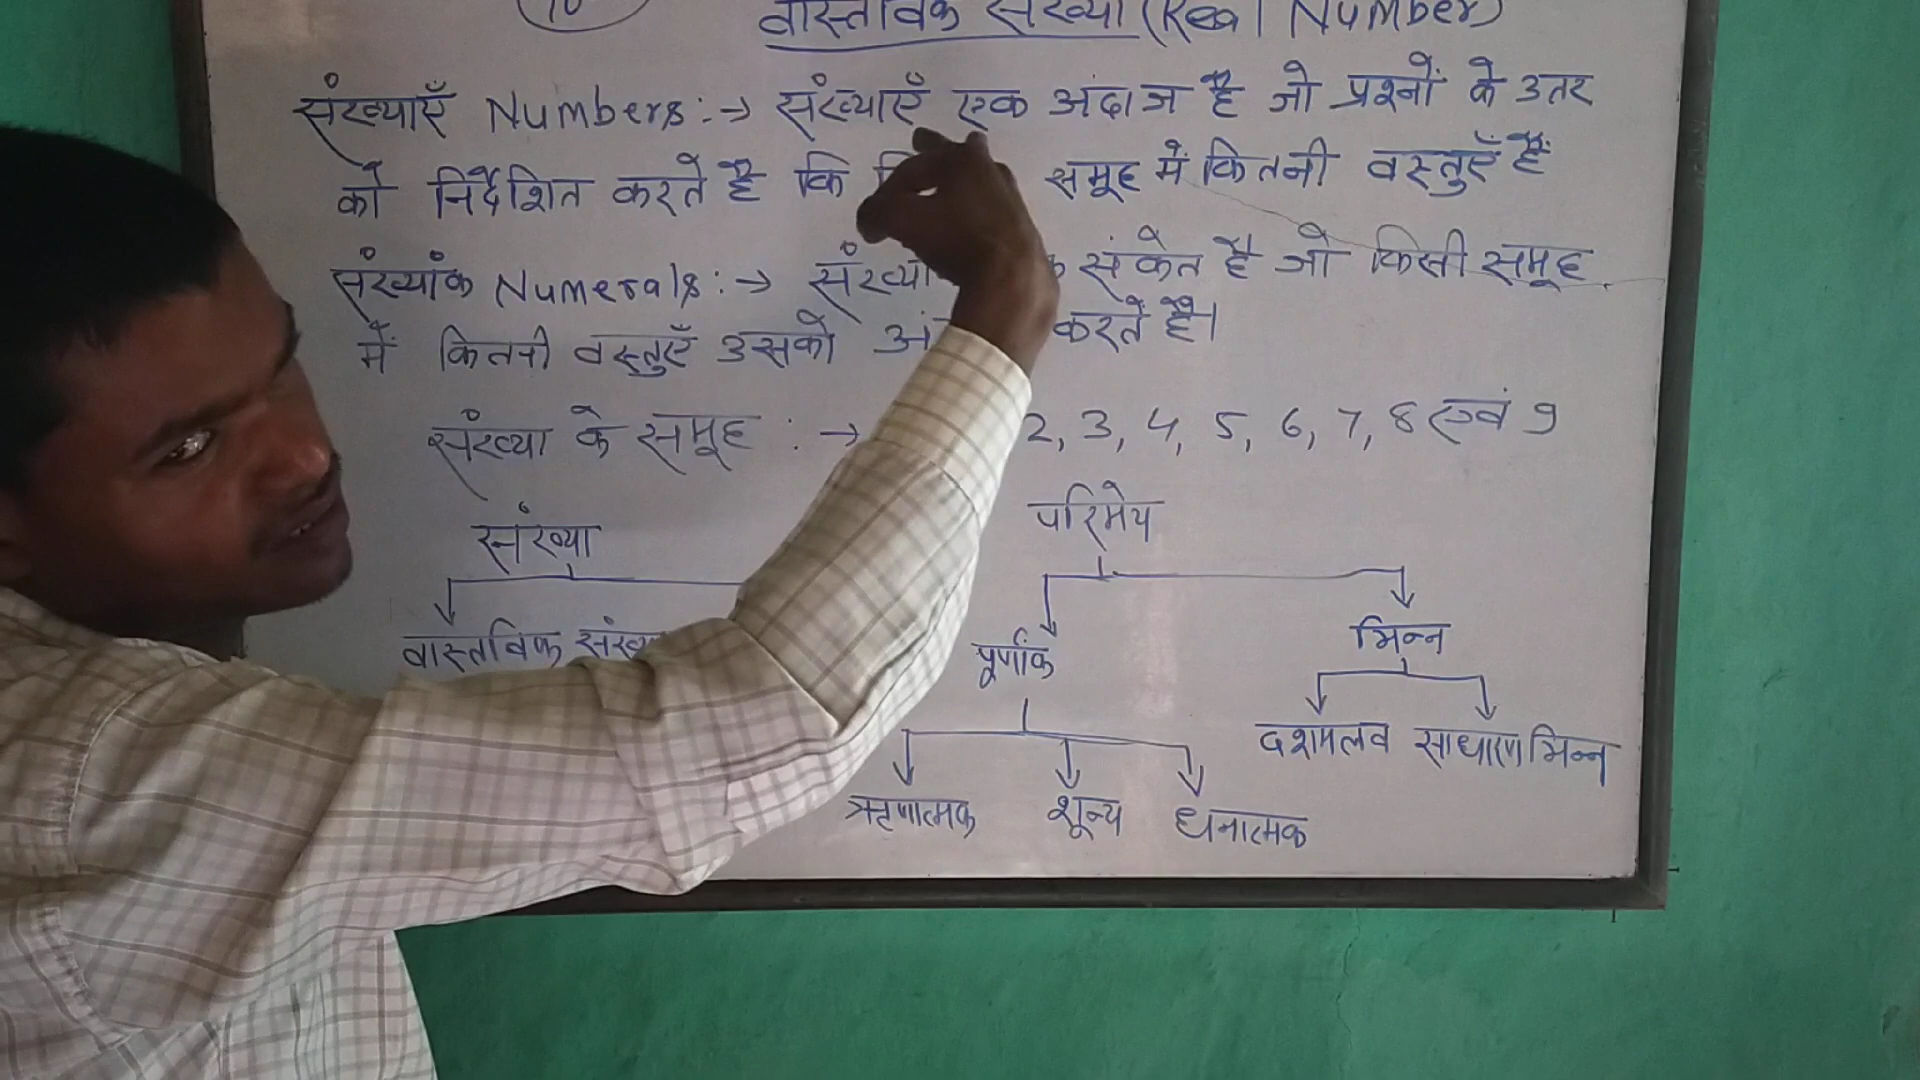 10
वास्तविक संख्या (Real Number)
संख्याएँ Numbers :→ संख्याएँ एक अंदाज है जो प्रश्नों के उतर
को निर्देशित करते है कि समूह में कितनी वस्तुएँ हैं
संख्यांक Numerals :→ संकेत है जो किसी समूह
में कितनी वस्तुएँ उसको करते है।
संख्या के समूह :→ 2, 3, 4, 5, 6, 7, 8 एवं 9
संख्या परिमेय
वास्तविक पूर्णांक भिन्न
दशमलव साधारण भिन्न
ऋणात्मक शून्य धनात्मक